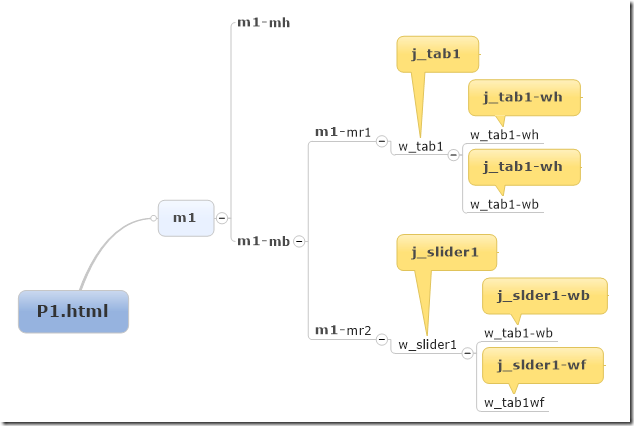 m1-mh
j_tab1
j_tab1-wh
m1-mr1
w_tab1
w_tab1-wh
j_tab1-wh
w_tab1-wb
m1
m1-mb
j_slider1
P1.html
j_slder1-wb
m1-mr2
w_slider1
w_tab1-wb
j_slder1-wf
w_tab1wf